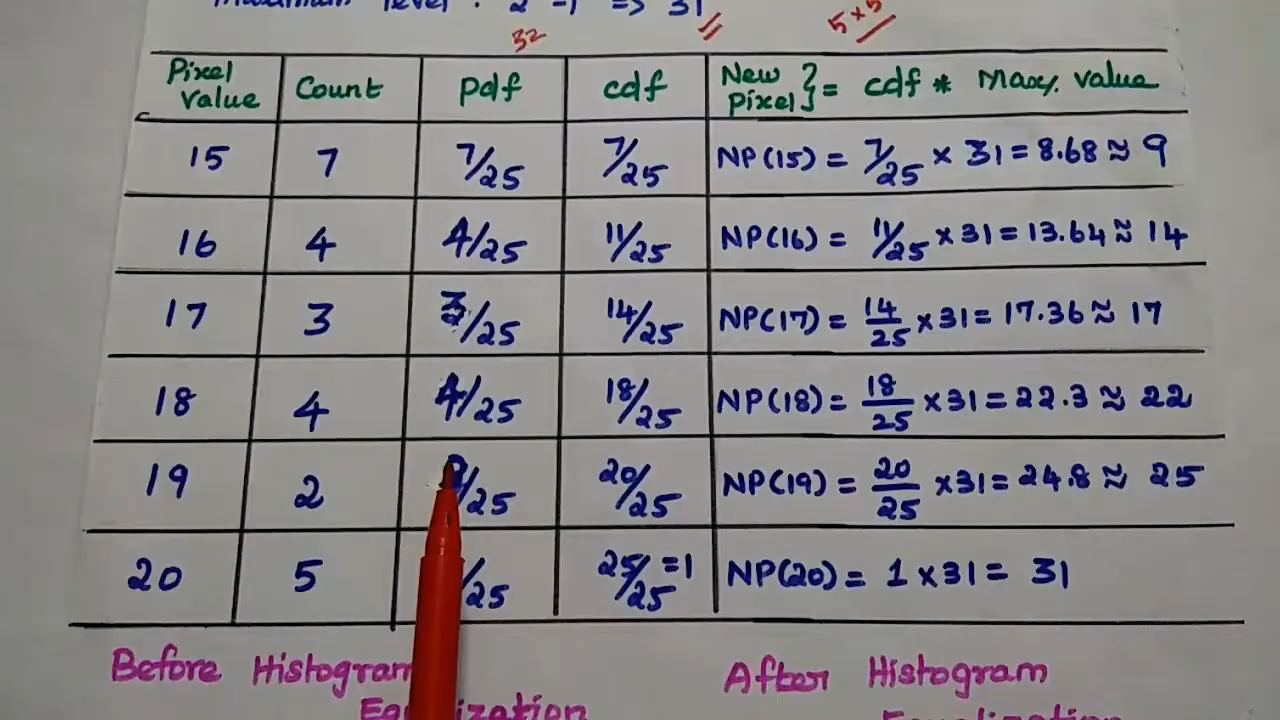 Maximum level : 2 -1 => 31
32
5×5
Pixel Value Count Pdf cdf New Pixel} = cdf * Max. value
15 7 7/25 7/25 NP(15) = 7/25 × 31 = 8.68 ≈ 9
16 4 4/25 11/25 NP(16) = 11/25 × 31 = 13.64 ≈ 14
17 3 3/25 14/25 NP(17) = 14/25 × 31 = 17.36 ≈ 17
18 4 4/25 18/25 NP(18) = 18/25 × 31 = 22.3 ≈ 22
19 2 /25 20/25 NP(19) = 20/25 × 31 = 24.8 ≈ 25
20 5 /25 25/25 = 1 NP(20) = 1 × 31 = 31
Before Histogram
After Histogram